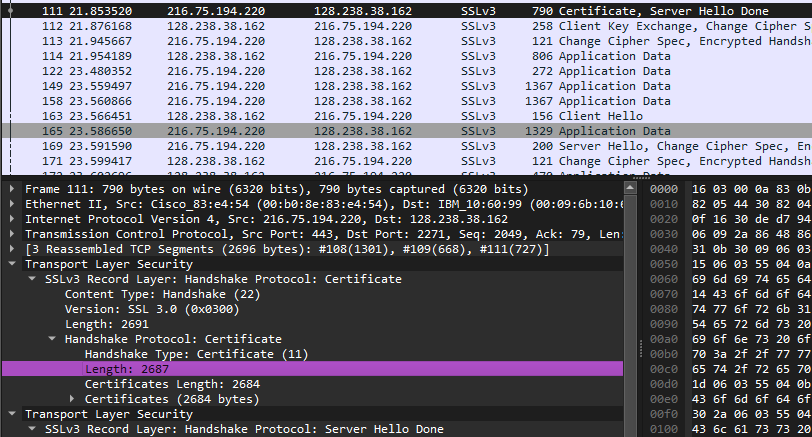 111 21.853520 216.75.194.220 128.238.38.162 SSLv3 790 Certificate, Server Hello Done
112 21.876168 128.238.38.162 216.75.194.220 SSLv3 258 Client Key Exchange, Change Cipher S
113 21.945667 216.75.194.220 128.238.38.162 SSLv3 121 Change Cipher Spec, Encrypted Handsh
114 21.954189 128.238.38.162 216.75.194.220 SSLv3 806 Application Data
122 23.480352 216.75.194.220 128.238.38.162 SSLv3 272 Application Data
149 23.559497 216.75.194.220 128.238.38.162 SSLv3 1367 Application Data
158 23.560866 216.75.194.220 128.238.38.162 SSLv3 1367 Application Data
163 23.566451 128.238.38.162 216.75.194.220 SSLv3 156 Client Hello
165 23.586650 216.75.194.220 128.238.38.162 SSLv3 1329 Application Data
169 23.591590 216.75.194.220 128.238.38.162 SSLv3 200 Server Hello, Change Cipher Spec, En
171 23.599417 128.238.38.162 216.75.194.220 SSLv3 121 Change Cipher Spec, Encrypted Handsh
Frame 111: 790 bytes on wire (6320 bits), 790 bytes captured (6320 bits)
Ethernet II, Src: Cisco_83:e4:54 (00:b0:8e:83:e4:54), Dst: IBM_10:60:99 (00:09:6b:10:6
Internet Protocol Version 4, Src: 216.75.194.220, Dst: 128.238.38.162
Transmission Control Protocol, Src Port: 443, Dst Port: 2271, Seq: 2049, Ack: 79, Len:
[3 Reassembled TCP Segments (2696 bytes): #108(1301), #109(668), #111(727)]
Transport Layer Security
SSLv3 Record Layer: Handshake Protocol: Certificate
Content Type: Handshake (22)
Version: SSL 3.0 (0x0300)
Length: 2691
Handshake Protocol: Certificate
Handshake Type: Certificate (11)
Length: 2687
Certificates Length: 2684
Certificates (2684 bytes)
Transport Layer Security
SSLv3 Record Layer: Handshake Protocol: Server Hello Done
0000 16 03 00 0a 83 0b
0010 82 05 44 30 82 04
0020 0f 16 30 de d7 94
0030 06 09 2a 86 48 86
0040 31 0b 30 09 06 03
0050 15 06 03 55 04 0a
0060 69 6d 69 74 65 64
0070 14 43 6f 6d 6f 64
0080 74 77 6f 72 6b 31
0090 54 65 72 6d 73 20
00a0 69 6f 6e 73 20 6f
00b0 70 3a 2f 2f 77 77
00c0 65 74 2f 72 65 70
00d0 1d 06 03 55 04 0b
00e0 43 6f 6d 6f 64 6f
00f0 30 2a 06 03 55 04
0100 43 6c 61 73 73 20